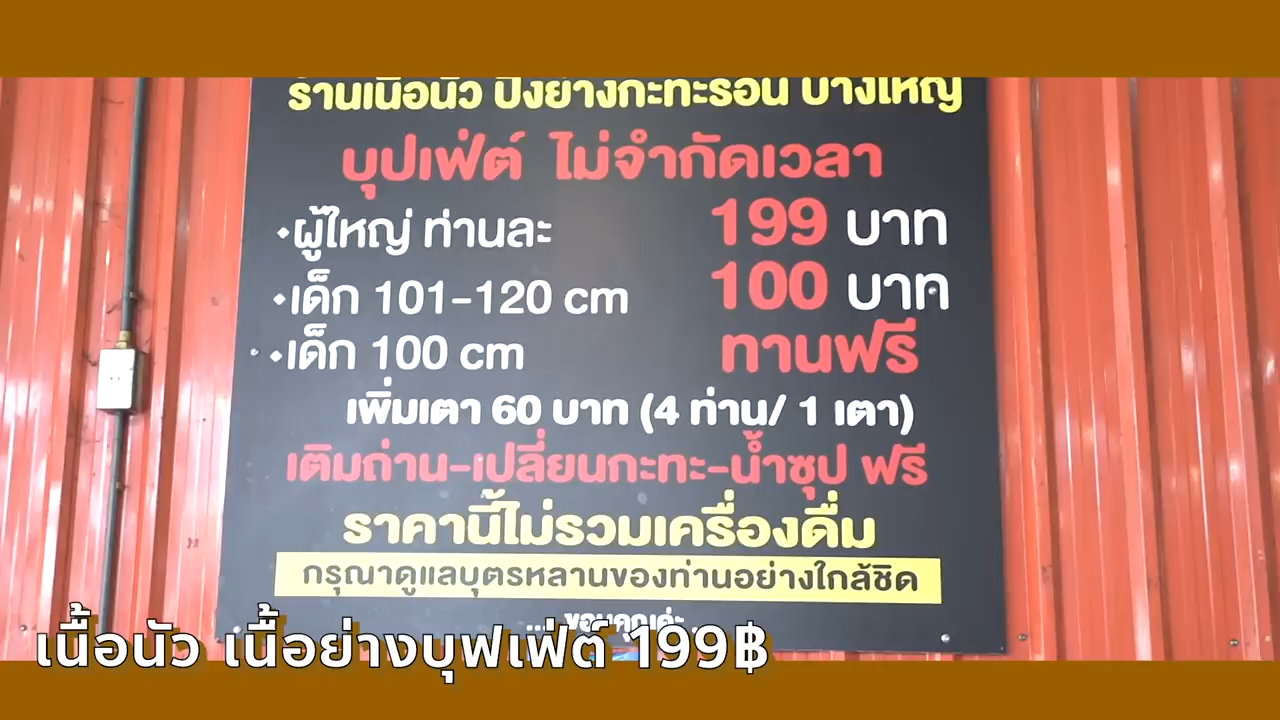 ร้านเนื้อนัว ปิ้งย่างกะทะร้อน บางใหญ่
บุปเฟ่ต์ ไม่จำกัดเวลา
•ผู้ใหญ่ ท่านละ 199 บาท
•เด็ก 101-120 cm 100 บาท
•เด็ก 100 cm ทานฟรี
เพิ่มเตา 60 บาท (4 ท่าน/ 1 เตา)
เติมถ่าน-เปลี่ยนกะทะ-น้ำซุป ฟรี
ราคานี้ไม่รวมเครื่องดื่ม
กรุณาดูแลบุตรหลานของท่านอย่างใกล้ชิด
... ขอบคุณค่ะ
เนื้อนัว เนื้อย่างบุฟเฟ่ต์ 199฿